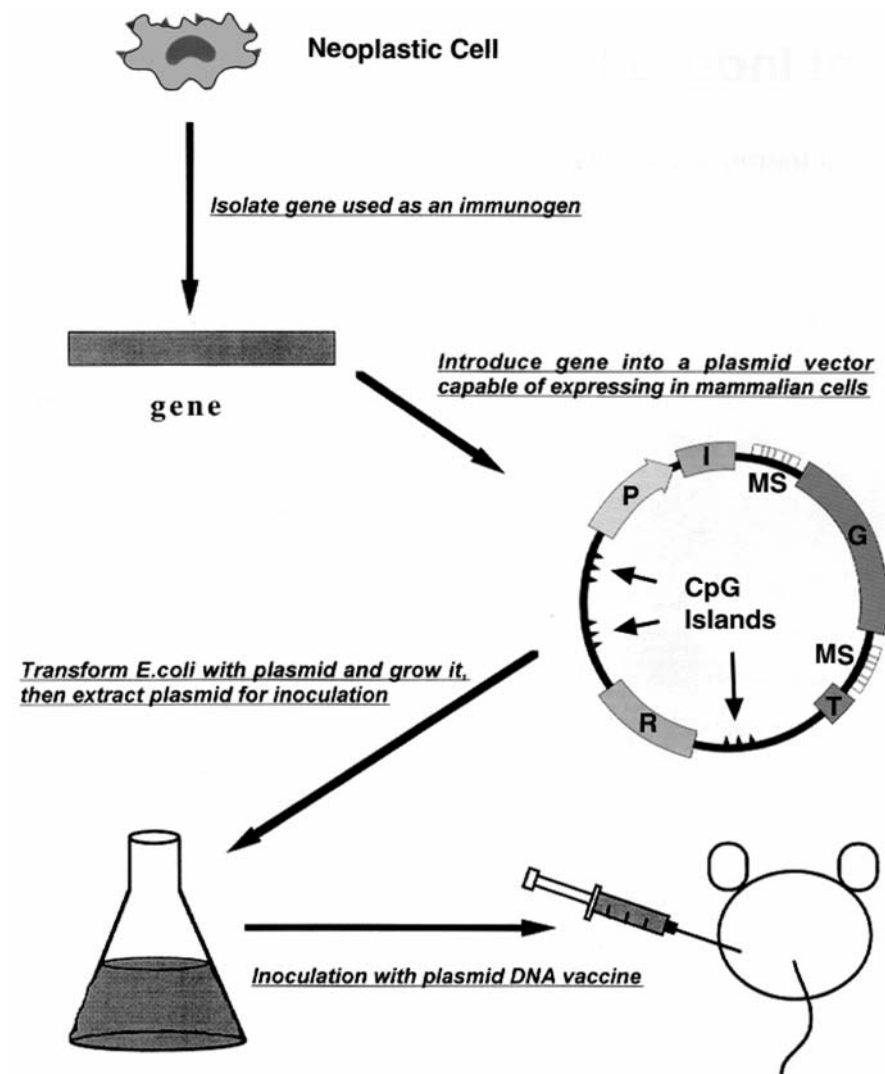 Neoplastic Cell
Isolate gene used as an immunogen
gene
Introduce gene into a plasmid vector
capable of expressing in mammalian cells
I
MS
P
G
CpG
Islands
MS
T
R
Transform E.coli with plasmid and grow it,
then extract plasmid for inoculation
Inoculation with plasmid DNA vaccine